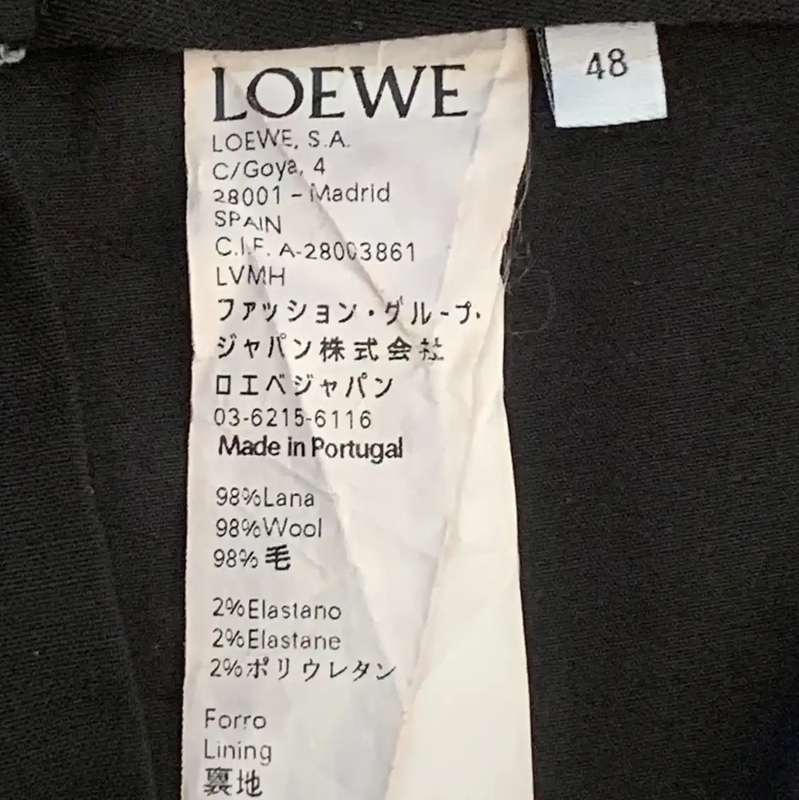 LOEWE
48
LOEWE, S.A.
C/Goya, 4
28001 - Madrid
SPAIN
C.I.F. A-28003861
LVMH
ファッション・グループ・
ジャパン株式会社
ロエベジャパン
03-6215-6116
Made in Portugal
98%Lana
98%Wool
98%毛
2%Elastano
2%Elastane
2%ポリウレタン
Forro
Lining
裏地